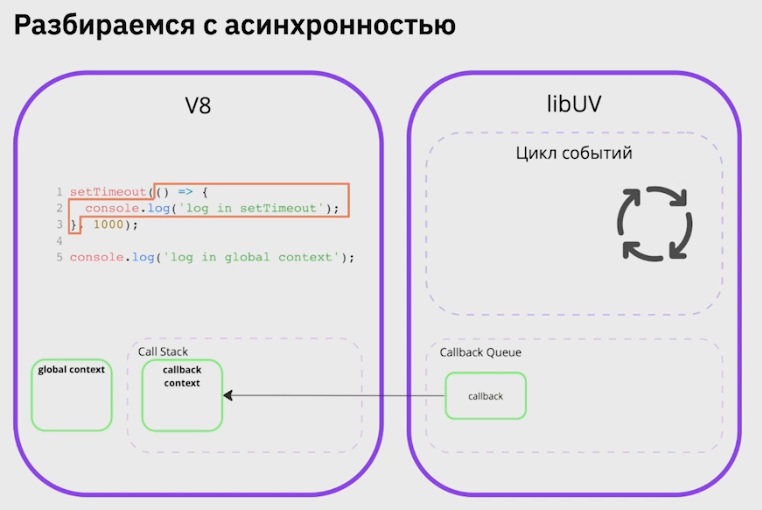 Разбираемся с асинхронностью
V8
1 setTimeout(() => {
2 console.log('log in setTimeout');
3 }, 1000);
4
5 console.log('log in global context');
global context
Call Stack
callback
context
libUV
Цикл событий
Callback Queue
callback